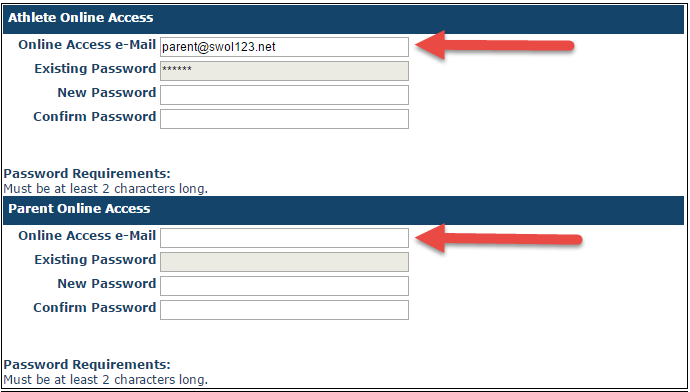 Athlete Online Access
Online Access e-Mail parent@swol123.net
Existing Password ******
New Password
Confirm Password
Password Requirements:
Must be at least 2 characters long.
Parent Online Access
Online Access e-Mail
Existing Password
New Password
Confirm Password
Password Requirements:
Must be at least 2 characters long.